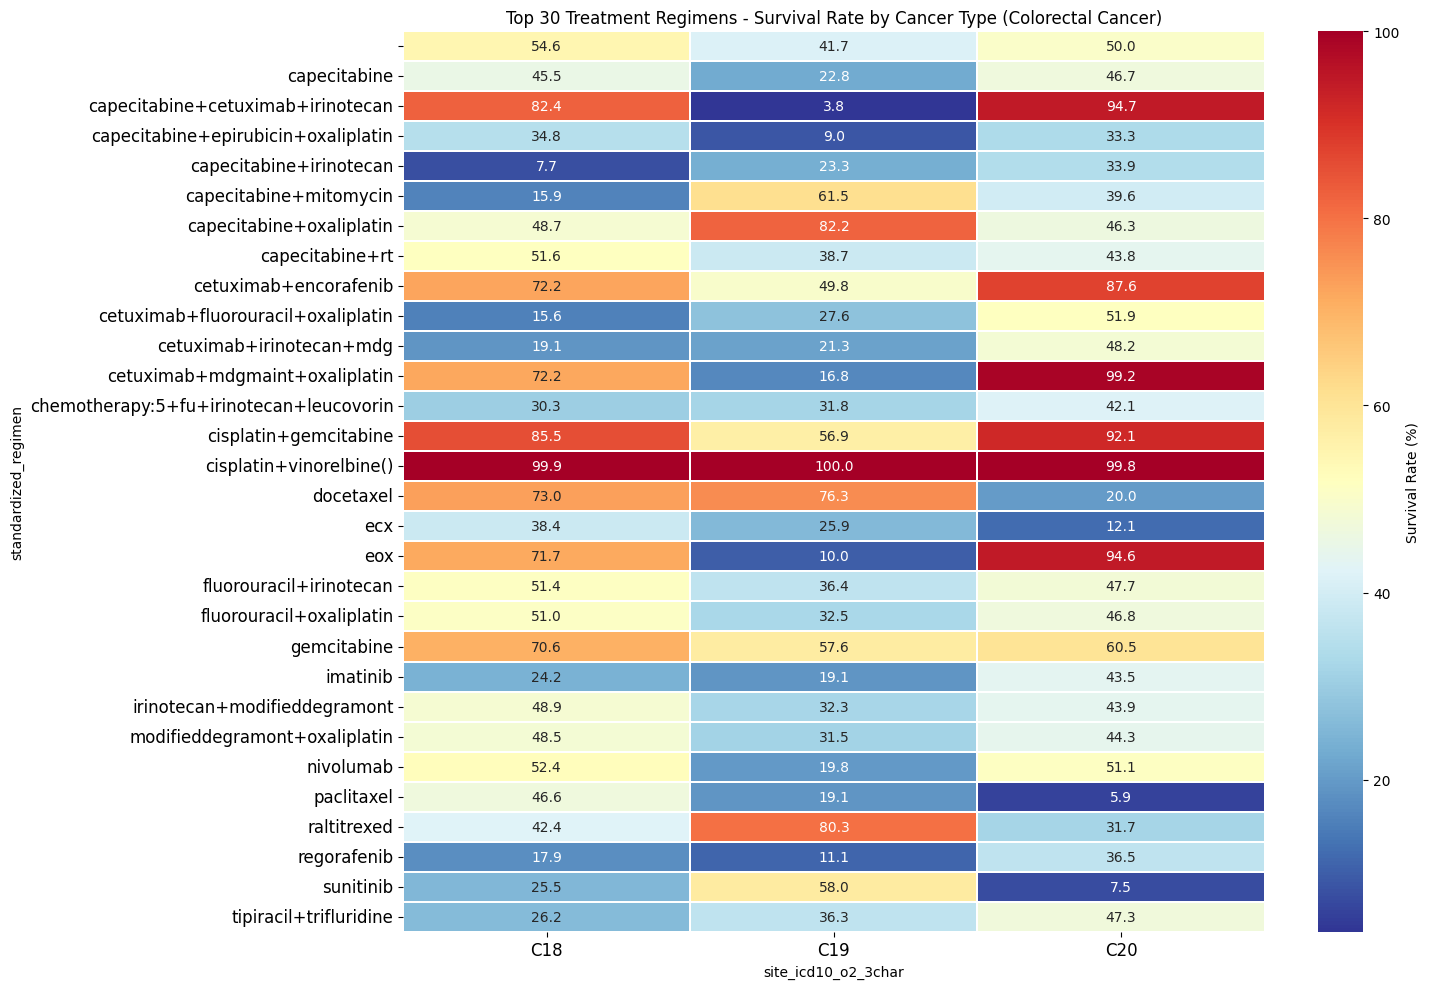 Top 30 Treatment Regimens - Survival Rate by Cancer Type (Colorectal Cancer)
54.6 41.7 50.0
capecitabine 45.5 22.8 46.7
capecitabine+cetuximab+irinotecan 82.4 3.8 94.7
capecitabine+epirubicin+oxaliplatin 34.8 9.0 33.3
capecitabine+irinotecan 7.7 23.3 33.9
capecitabine+mitomycin 15.9 61.5 39.6
capecitabine+oxaliplatin 48.7 82.2 46.3
capecitabine+rt 51.6 38.7 43.8
cetuximab+encorafenib 72.2 49.8 87.6
cetuximab+fluorouracil+oxaliplatin 15.6 27.6 51.9
cetuximab+irinotecan+mdg 19.1 21.3 48.2
cetuximab+mdgmaint+oxaliplatin 72.2 16.8 99.2
chemotherapy:5+fu+irinotecan+leucovorin 30.3 31.8 42.1
cisplatin+gemcitabine 85.5 56.9 92.1
cisplatin+vinorelbine() 99.9 100.0 99.8
docetaxel 73.0 76.3 20.0
ecx 38.4 25.9 12.1
eox 71.7 10.0 94.6
fluorouracil+irinotecan 51.4 36.4 47.7
fluorouracil+oxaliplatin 51.0 32.5 46.8
gemcitabine 70.6 57.6 60.5
imatinib 24.2 19.1 43.5
irinotecan+modifieddegramont 48.9 32.3 43.9
modifieddegramont+oxaliplatin 48.5 31.5 44.3
nivolumab 52.4 19.8 51.1
paclitaxel 46.6 19.1 5.9
raltitrexed 42.4 80.3 31.7
regorafenib 17.9 11.1 36.5
sunitinib 25.5 58.0 7.5
tipiracil+trifluridine 26.2 36.3 47.3
C18 C19 C20
site_icd10_o2_3char
standardized_regimen
100
80
60
40
20
Survival Rate (%)